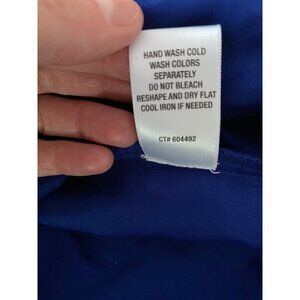 HAND WASH COLD
WASH COLORS
SEPARATELY
DO NOT BLEACH
RESHAPE AND DRY FLAT
COOL IRON IF NEEDED
CT# 604492